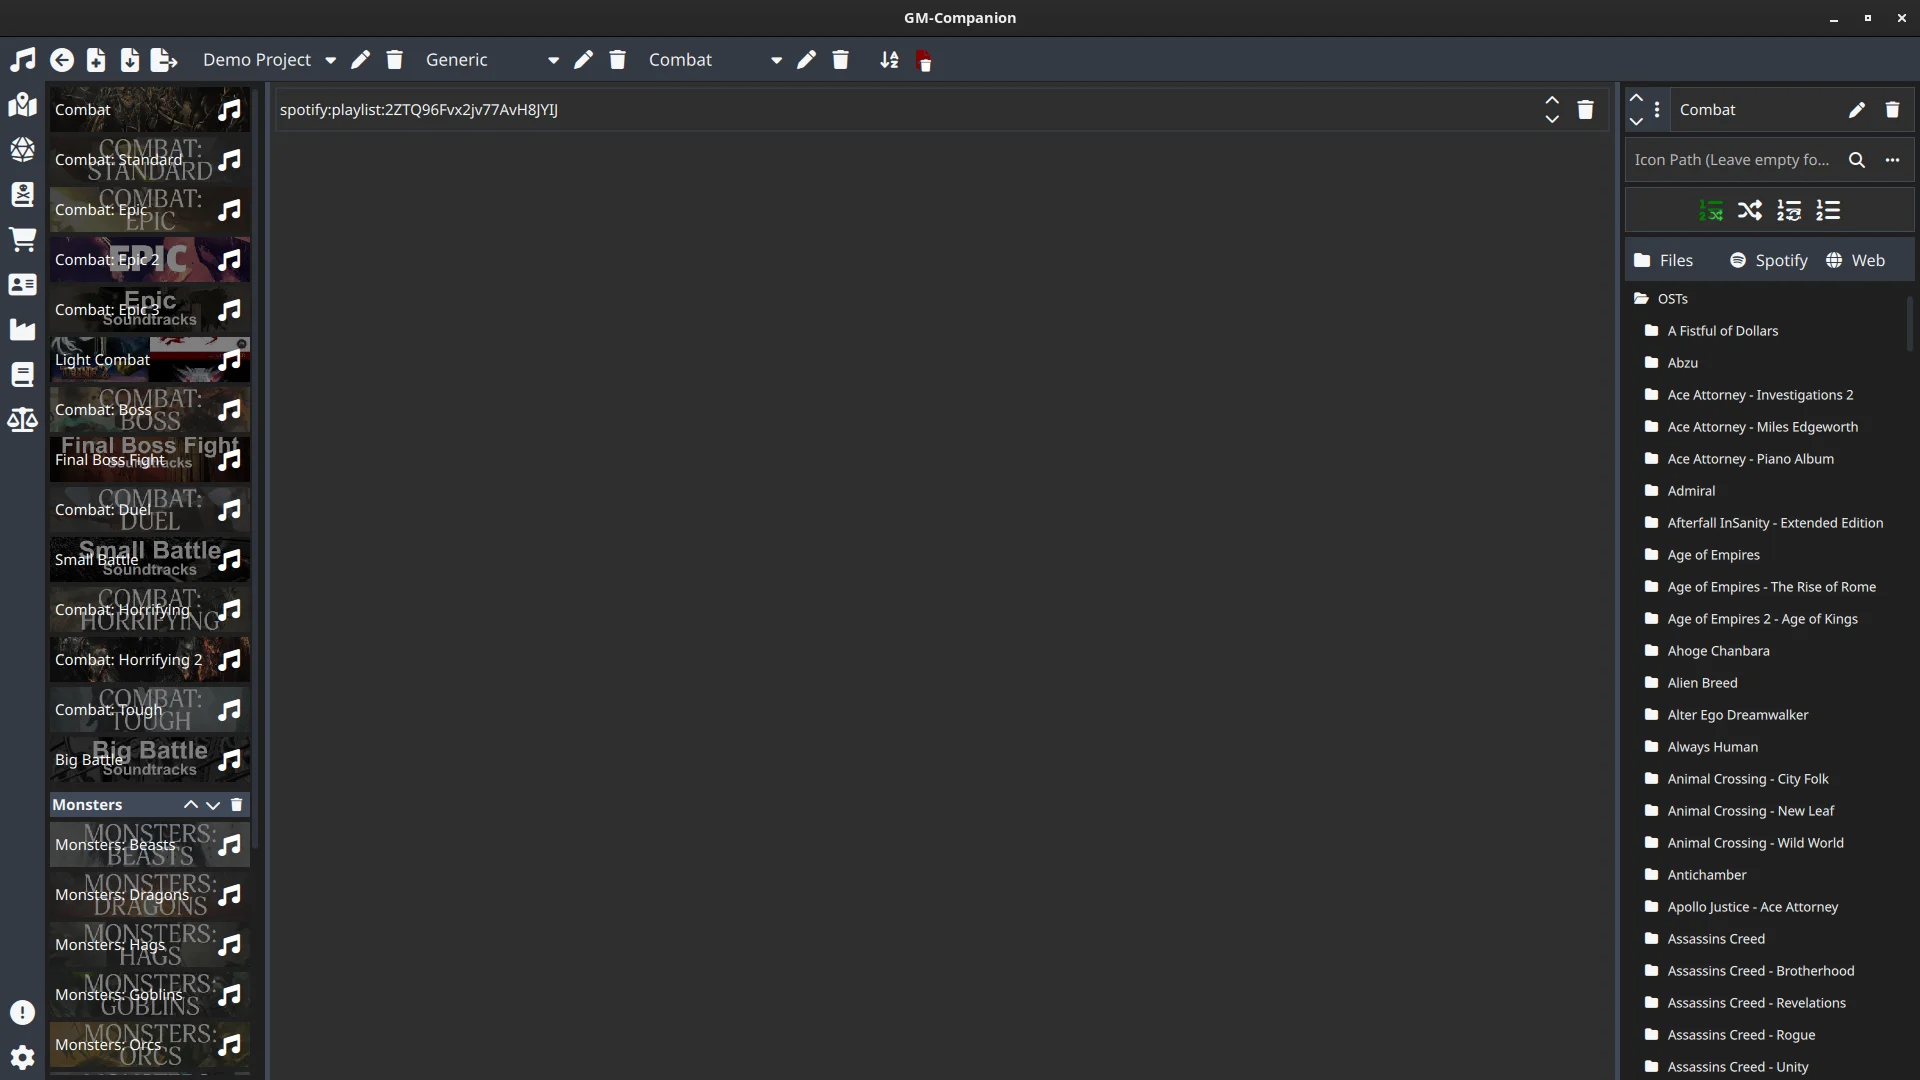 GM-Companion
Demo Project
Generic
Combat
Combat
COMBAT:
STANDARD
Combat: Standard
COMBAT:
EPIC
Combat: Epic
EPIC
Combat: Epic 2
Epic
Soundtracks
Combat: Epic 3
Light Combat
COMBAT:
BOSS
Combat: Boss
Final Boss Fight
Soundtracks
Final Boss Fight
COMBAT:
DUEL
Combat: Duel
Small Battle
Soundtracks
Small Battle
COMBAT:
HORRIFYING
Combat: Horrifying
Combat: Horrifying 2
COMBAT:
TOUGH
Combat: Tough
Big Battle
Soundtracks
Big Battle
Monsters
MONSTERS:
BEASTS
Monsters: Beasts
MONSTERS:
DRAGONS
Monsters: Dragons
MONSTERS:
HAGS
Monsters: Hags
MONSTERS:
GOBLINS
Monsters: Goblins
MONSTERS:
ORCS
Monsters: Orcs
spotify:playlist:2ZTQ96Fvx2jv77AvH8JYIJ
Combat
Icon Path (Leave empty fo...
Files
Spotify
Web
OSTs
A Fistful of Dollars
Abzu
Ace Attorney - Investigations 2
Ace Attorney - Miles Edgeworth
Ace Attorney - Piano Album
Admiral
Afterfall InSanity - Extended Edition
Age of Empires
Age of Empires - The Rise of Rome
Age of Empires 2 - Age of Kings
Ahoge Chanbara
Alien Breed
Alter Ego Dreamwalker
Always Human
Animal Crossing - City Folk
Animal Crossing - New Leaf
Animal Crossing - Wild World
Antichamber
Apollo Justice - Ace Attorney
Assassins Creed
Assassins Creed - Brotherhood
Assassins Creed - Revelations
Assassins Creed - Rogue
Assassins Creed - Unity